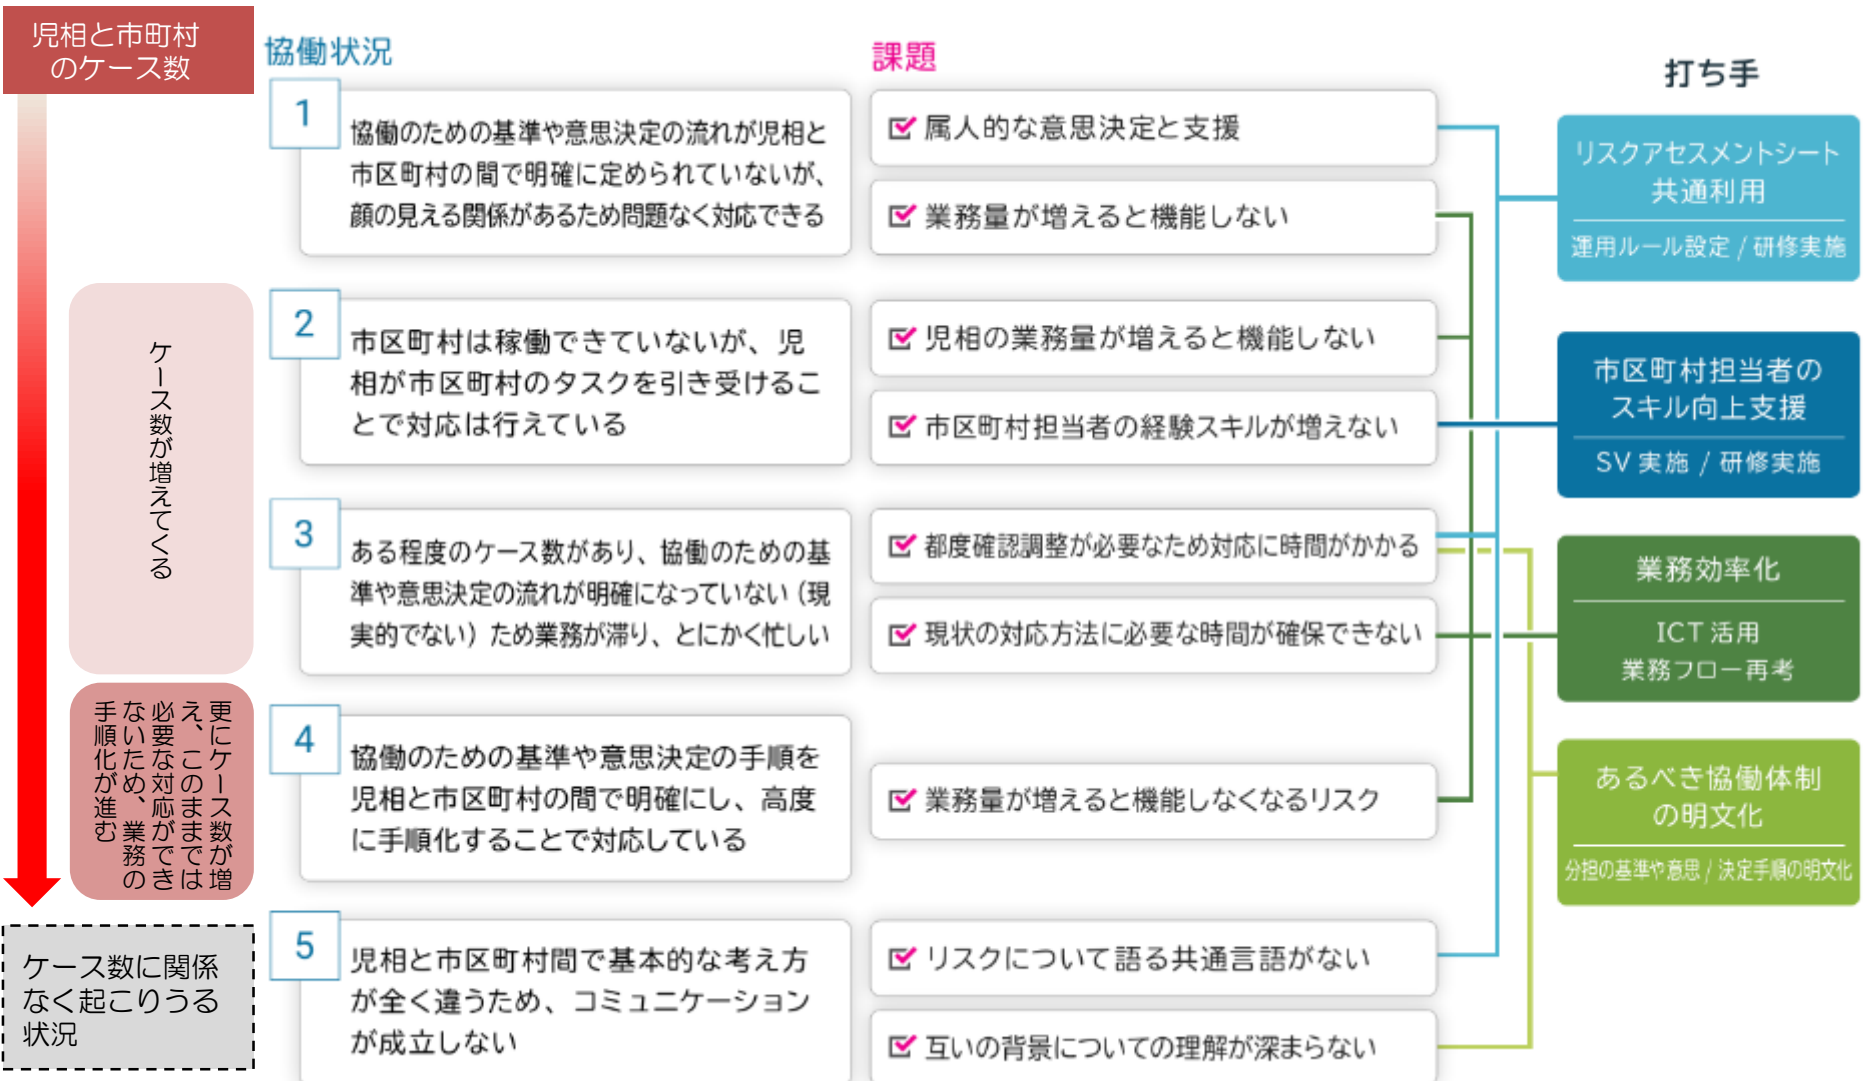 児相と市町村
のケース数
協働状況
課題
打ち手
1
協働のための基準や意思決定の流れが児相と
市区町村の間で明確に定められていないが、
顔の見える関係があるため問題なく対応できる
属人的な意思決定と支援
業務量が増えると機能しない
リスクアセスメントシート
共通利用
運用ルール設定 / 研修実施
ケース数が増えてくる
2
市区町村は稼働できていないが、児
相が市区町村のタスクを引き受けるこ
とで対応は行えている
児相の業務量が増えると機能しない
市区町村担当者の経験スキルが増えない
市区町村担当者の
スキル向上支援
SV 実施 / 研修実施
3
ある程度のケース数があり、協働のための基
準や意思決定の流れが明確になっていない（現
実的でない）ため業務が滞り、とにかく忙しい
都度確認調整が必要なため対応に時間がかかる
現状の対応方法に必要な時間が確保できない
業務効率化
ICT 活用
業務フロー再考
更にケース数が増
え、このままでは
必要な対応ができ
ないため、業務の
手順化が進む
4
協働のための基準や意思決定の手順を
児相と市区町村の間で明確にし、高度
に手順化することで対応している
業務量が増えると機能しなくなるリスク
あるべき協働体制
の明文化
分担の基準や意思 / 決定手順の明文化
ケース数に関係
なく起こりうる
状況
5
児相と市区町村間で基本的な考え方
が全く違うため、コミュニケーション
が成立しない
リスクについて語る共通言語がない
互いの背景についての理解が深まらない